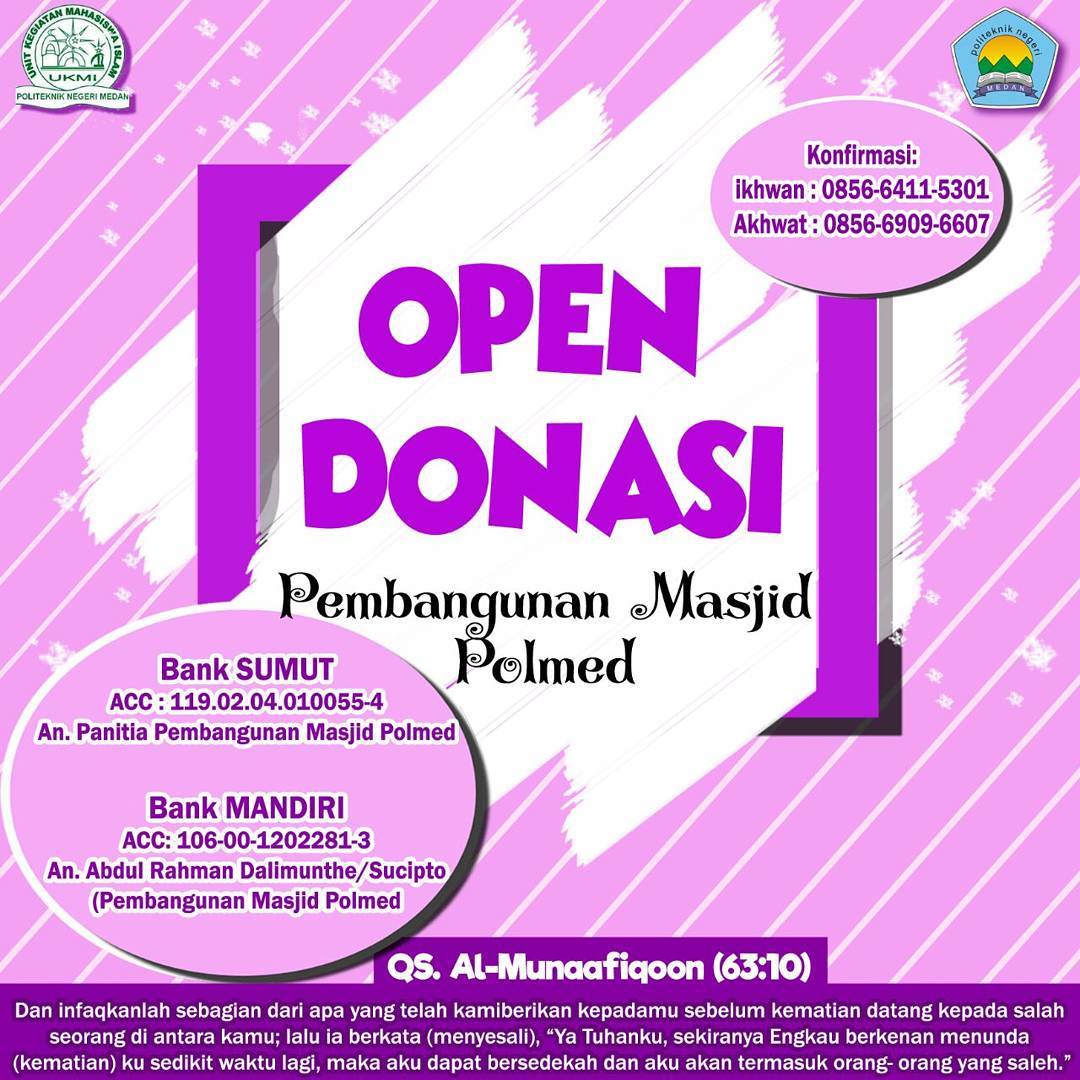 UNIT KEGIATAN MAHASISWA ISLAM
UKMI
POLITEKNIK NEGERI MEDAN
politeknik negeri
MEDAN
Konfirmasi:
ikhwan : 0856-6411-5301
Akhwat : 0856-6909-6607
OPEN
DONASI
Pembangunan Masjid
Polmed
Bank SUMUT
ACC : 119.02.04.010055-4
An. Panitia Pembangunan Masjid Polmed
Bank MANDIRI
ACC: 106-00-1202281-3
An. Abdul Rahman Dalimunthe/Sucipto
(Pembangunan Masjid Polmed
QS. Al-Munaafiqoon (63:10)
Dan infaqkanlah sebagian dari apa yang telah kamiberikan kepadamu sebelum kematian datang kepada salah
seorang di antara kamu; lalu ia berkata (menyesali), “Ya Tuhanku, sekiranya Engkau berkenan menunda
(kematian) ku sedikit waktu lagi, maka aku dapat bersedekah dan aku akan termasuk orang- orang yang saleh.”